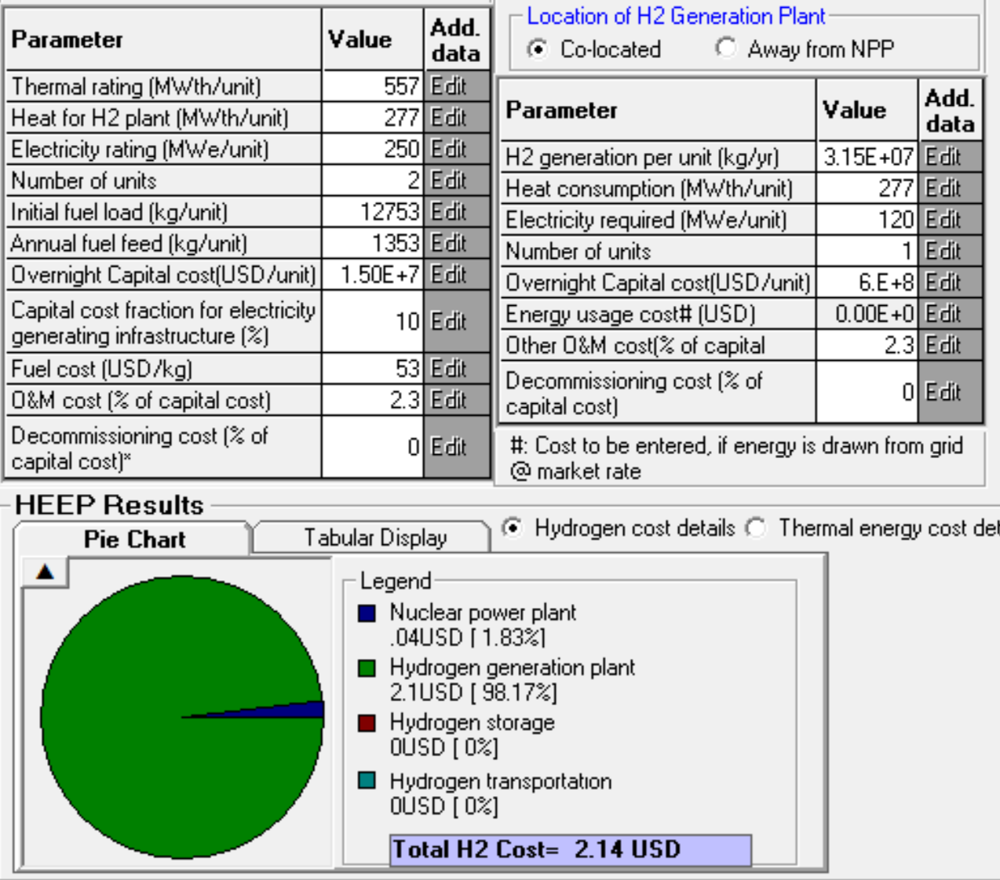 Parameter Value Add. data
Thermal rating (MWth/unit) 557 Edit
Heat for H2 plant (MWth/unit) 277 Edit
Electricity rating (MWe/unit) 250 Edit
Number of units 2 Edit
Initial fuel load (kg/unit) 12753 Edit
Annual fuel feed (kg/unit) 1353 Edit
Overnight Capital cost(USD/unit) 1.50E+7 Edit
Capital cost fraction for electricity
generating infrastructure (%) 10 Edit
Fuel cost (USD/kg) 53 Edit
O&M cost (% of capital cost) 2.3 Edit
Decommissioning cost (% of
capital cost)* 0 Edit
Location of H2 Generation Plant
Co-located Away from NPP
Parameter Value Add. data
H2 generation per unit (kg/yr) 3.15E+07 Edit
Heat consumption (MWth/unit) 277 Edit
Electricity required (MWe/unit) 120 Edit
Number of units 1 Edit
Overnight Capital cost(USD/unit) 6.E+8 Edit
Energy usage cost# (USD) 0.00E+0 Edit
Other O&M cost(% of capital 2.3 Edit
Decommissioning cost (% of
capital cost) 0 Edit
#: Cost to be entered, if energy is drawn from grid
@ market rate
HEEP Results
Pie Chart Tabular Display Hydrogen cost details Thermal energy cost det
Legend
Nuclear power plant
.04USD [ 1.83%]
Hydrogen generation plant
2.1USD [ 98.17%]
Hydrogen storage
0USD [ 0%]
Hydrogen transportation
0USD [ 0%]
Total H2 Cost= 2.14 USD